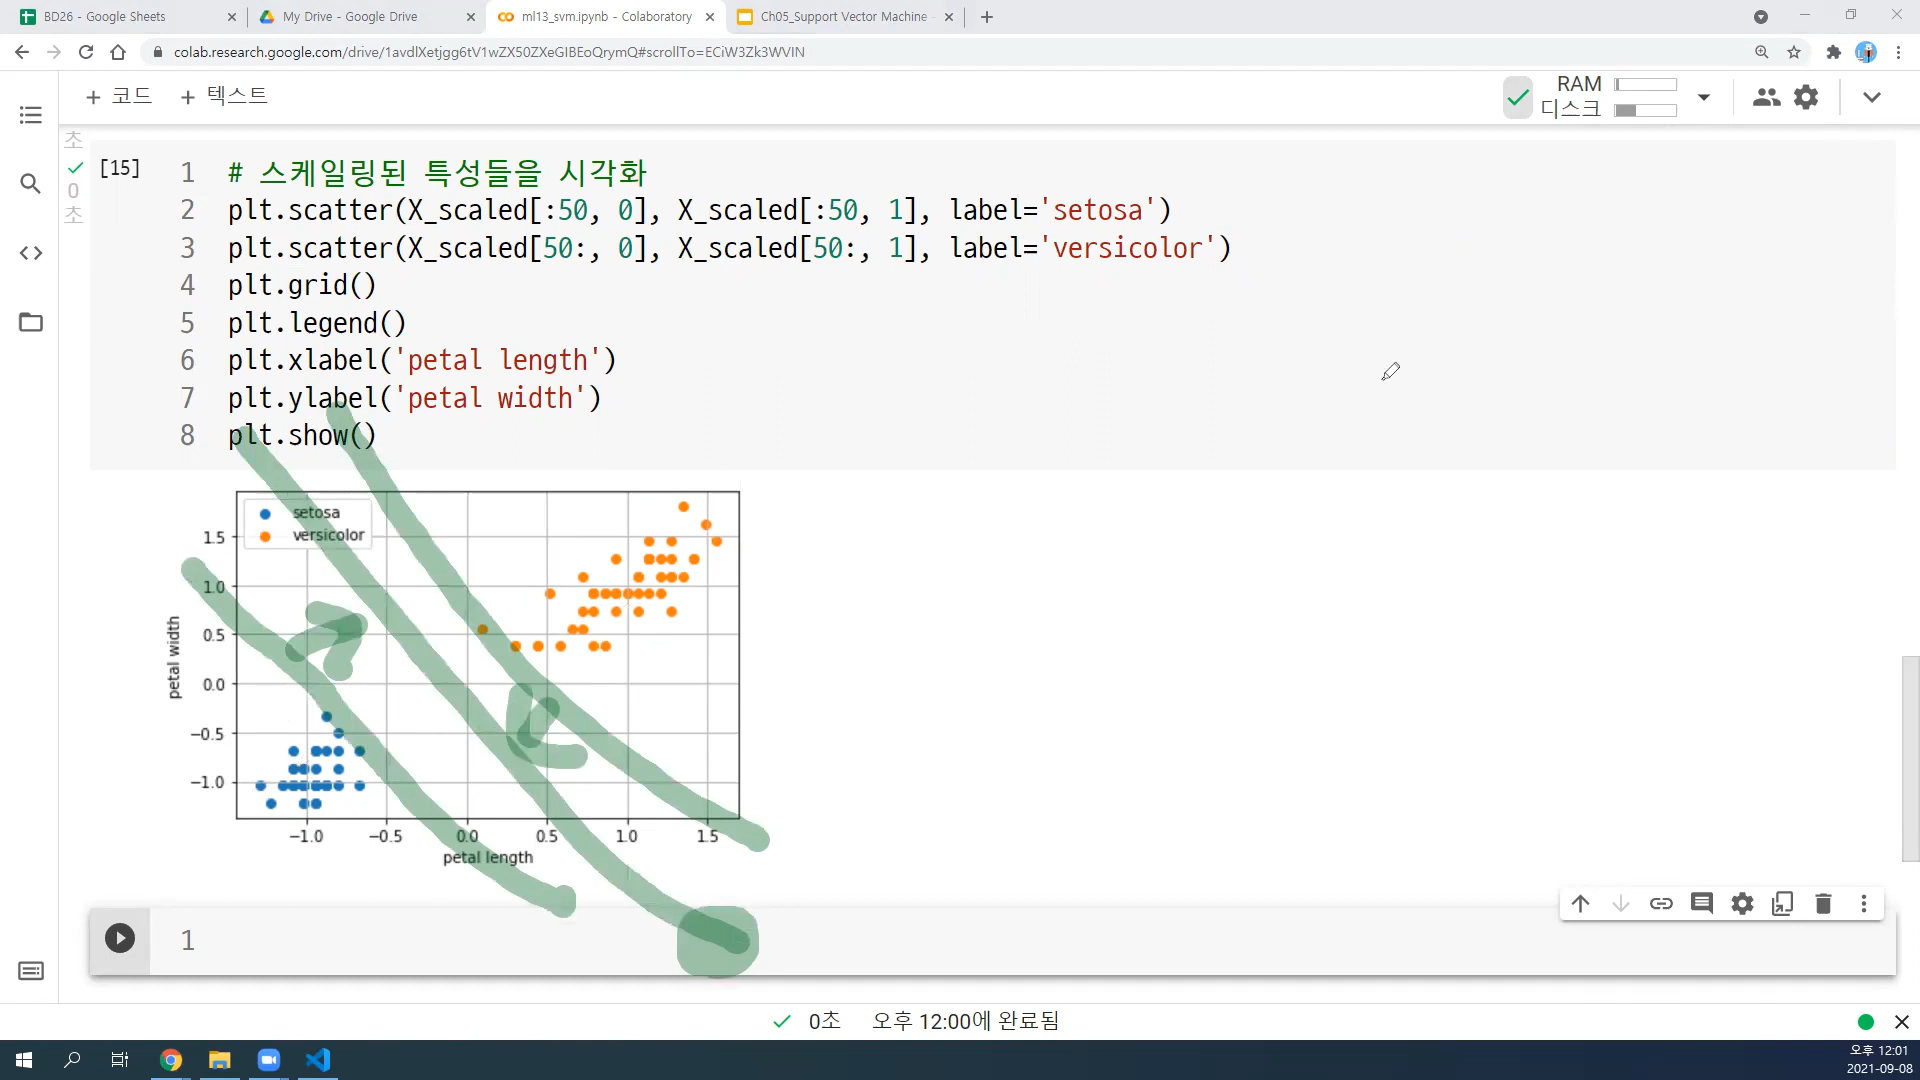 BD26 - Google Sheets
My Drive - Google Drive
ml13_svm.ipynb - Colaboratory
Ch05_Support Vector Machine
colab.research.google.com/drive/1avdlXetjgg6tV1wZX50ZXeGIBEoQrymQ#scrollTo=ECiW3Zk3WVIN
+ 코드 + 텍스트
RAM
디스크
초
[15]
0
초
1 # 스케일링된 특성들을 시각화
2 plt.scatter(X_scaled[:50, 0], X_scaled[:50, 1], label='setosa')
3 plt.scatter(X_scaled[50:, 0], X_scaled[50:, 1], label='versicolor')
4 plt.grid()
5 plt.legend()
6 plt.xlabel('petal length')
7 plt.ylabel('petal width')
8 plt.show()
setosa
versicolor
1.5
1.0
0.5
0.0
−0.5
−1.0
petal width
−1.0 −0.5 0.0 0.5 1.0 1.5
petal length
1
0초 오후 12:00에 완료됨
오후 12:01
2021-09-08